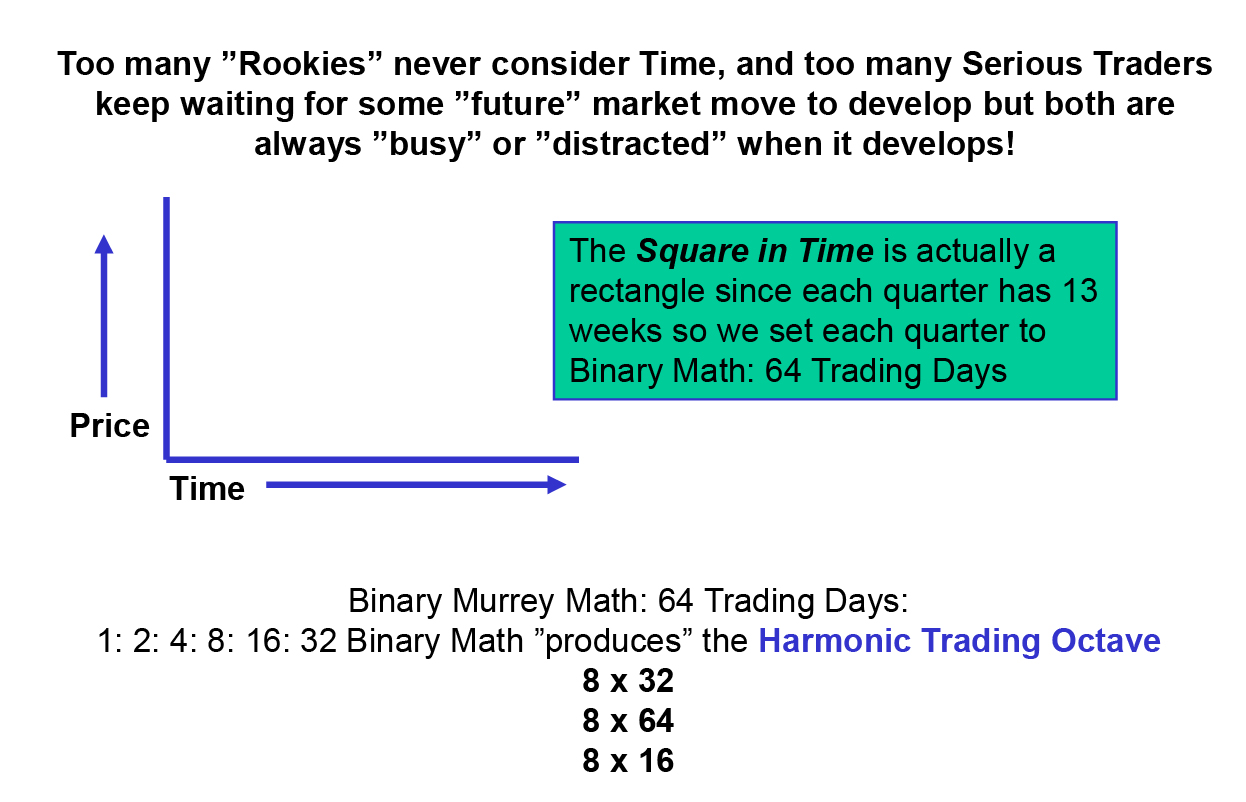 Too many ”Rookies” never consider Time, and too many Serious Traders
keep waiting for some ”future” market move to develop but both are
always ”busy” or ”distracted” when it develops!
The Square in Time is actually a
rectangle since each quarter has 13
weeks so we set each quarter to
Binary Math: 64 Trading Days
Price
Time
Binary Murrey Math: 64 Trading Days:
1: 2: 4: 8: 16: 32 Binary Math ”produces” the Harmonic Trading Octave
8 x 32
8 x 64
8 x 16